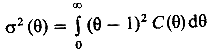 σ² (θ) = ∫₀^∞ (θ − 1)² C(θ) dθ